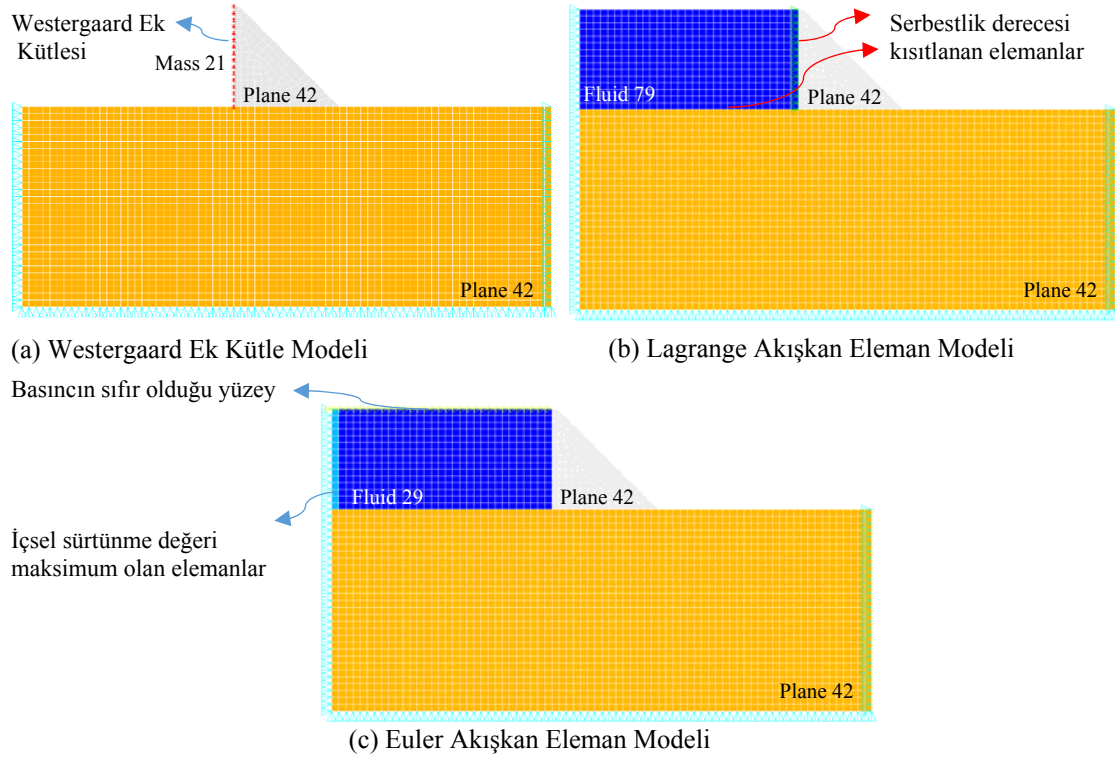 Westergaard Ek
Kütlesi
Mass 21
Plane 42
Plane 42
(a) Westergaard Ek Kütle Modeli
Serbestlik derecesi
kısıtlanan elemanlar
Fluid 79
Plane 42
Plane 42
(b) Lagrange Akışkan Eleman Modeli
Basıncın sıfır olduğu yüzey
Fluid 29
Plane 42
İçsel sürtünme değeri
maksimum olan elemanlar
Plane 42
(c) Euler Akışkan Eleman Modeli